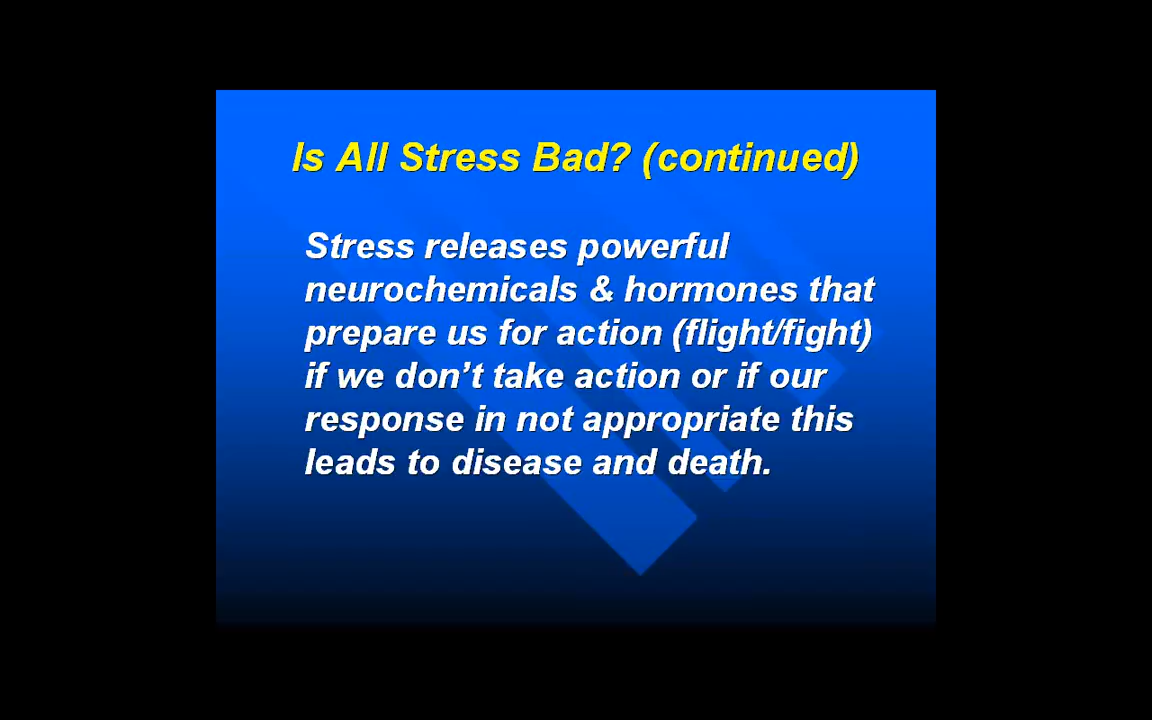 Is All Stress Bad? (continued)
Stress releases powerful
neurochemicals & hormones that
prepare us for action (flight/fight)
if we don’t take action or if our
response in not appropriate this
leads to disease and death.